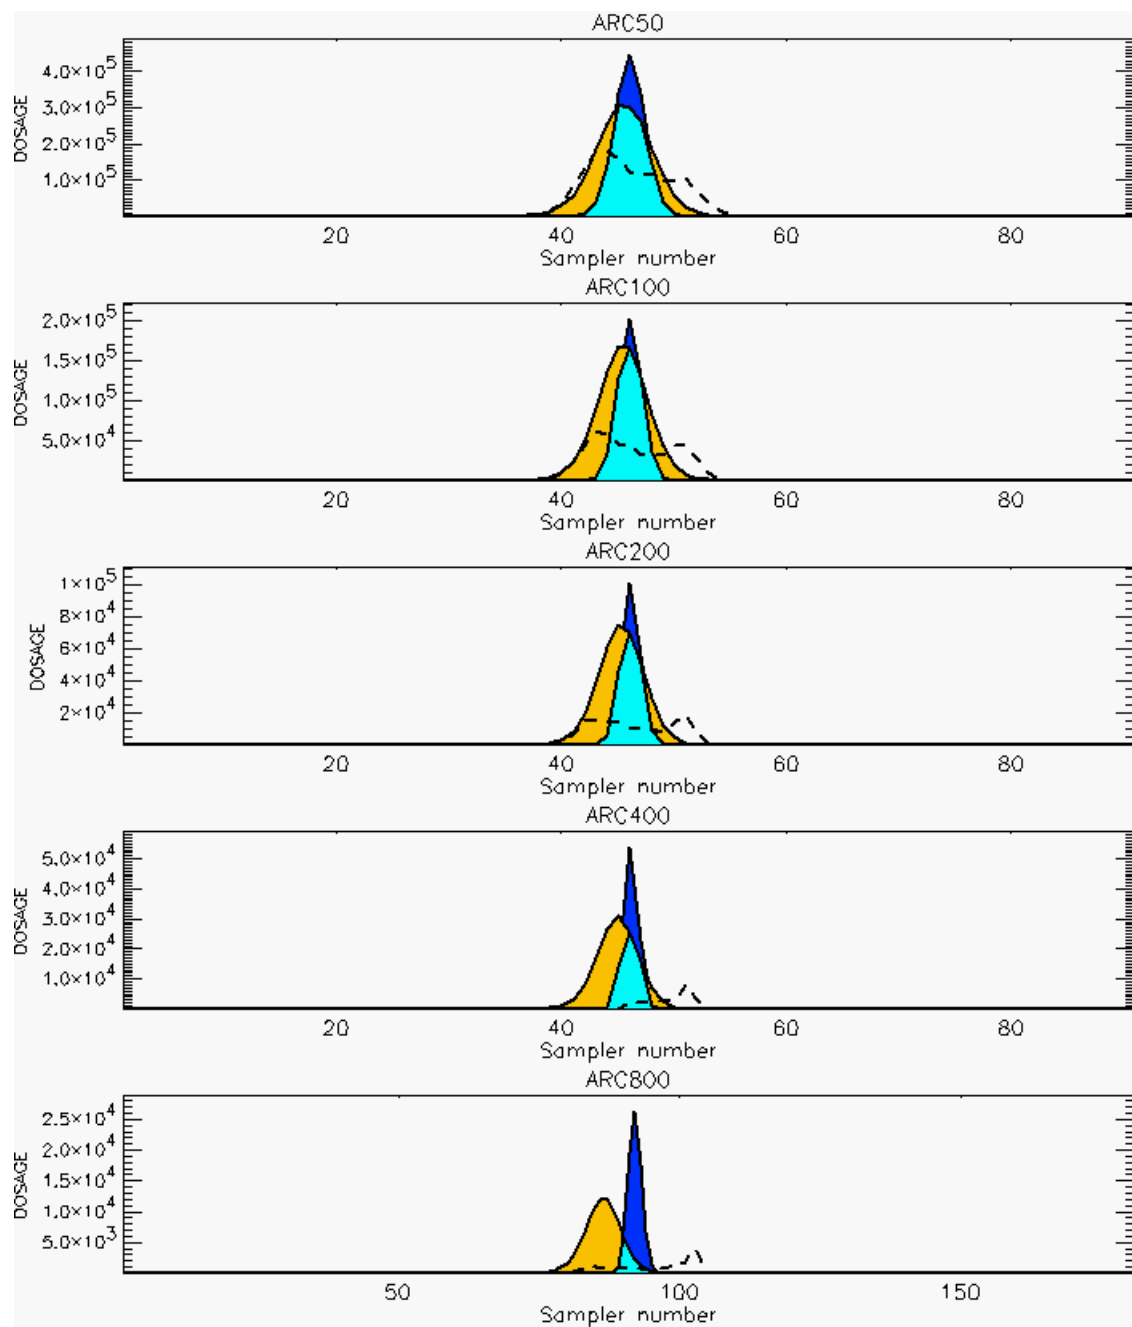 ARC50
4.0×10⁵
3.0×10⁵
2.0×10⁵
1.0×10⁵
DOSAGE
20 40 60 80
Sampler number
ARC100
2.0×10⁵
1.5×10⁵
1.0×10⁵
5.0×10⁴
DOSAGE
20 40 60 80
Sampler number
ARC200
1×10⁵
8×10⁴
6×10⁴
4×10⁴
2×10⁴
DOSAGE
20 40 60 80
Sampler number
ARC400
5.0×10⁴
4.0×10⁴
3.0×10⁴
2.0×10⁴
1.0×10⁴
DOSAGE
20 40 60 80
Sampler number
ARC800
2.5×10⁴
2.0×10⁴
1.5×10⁴
1.0×10⁴
5.0×10³
DOSAGE
50 100 150
Sampler number